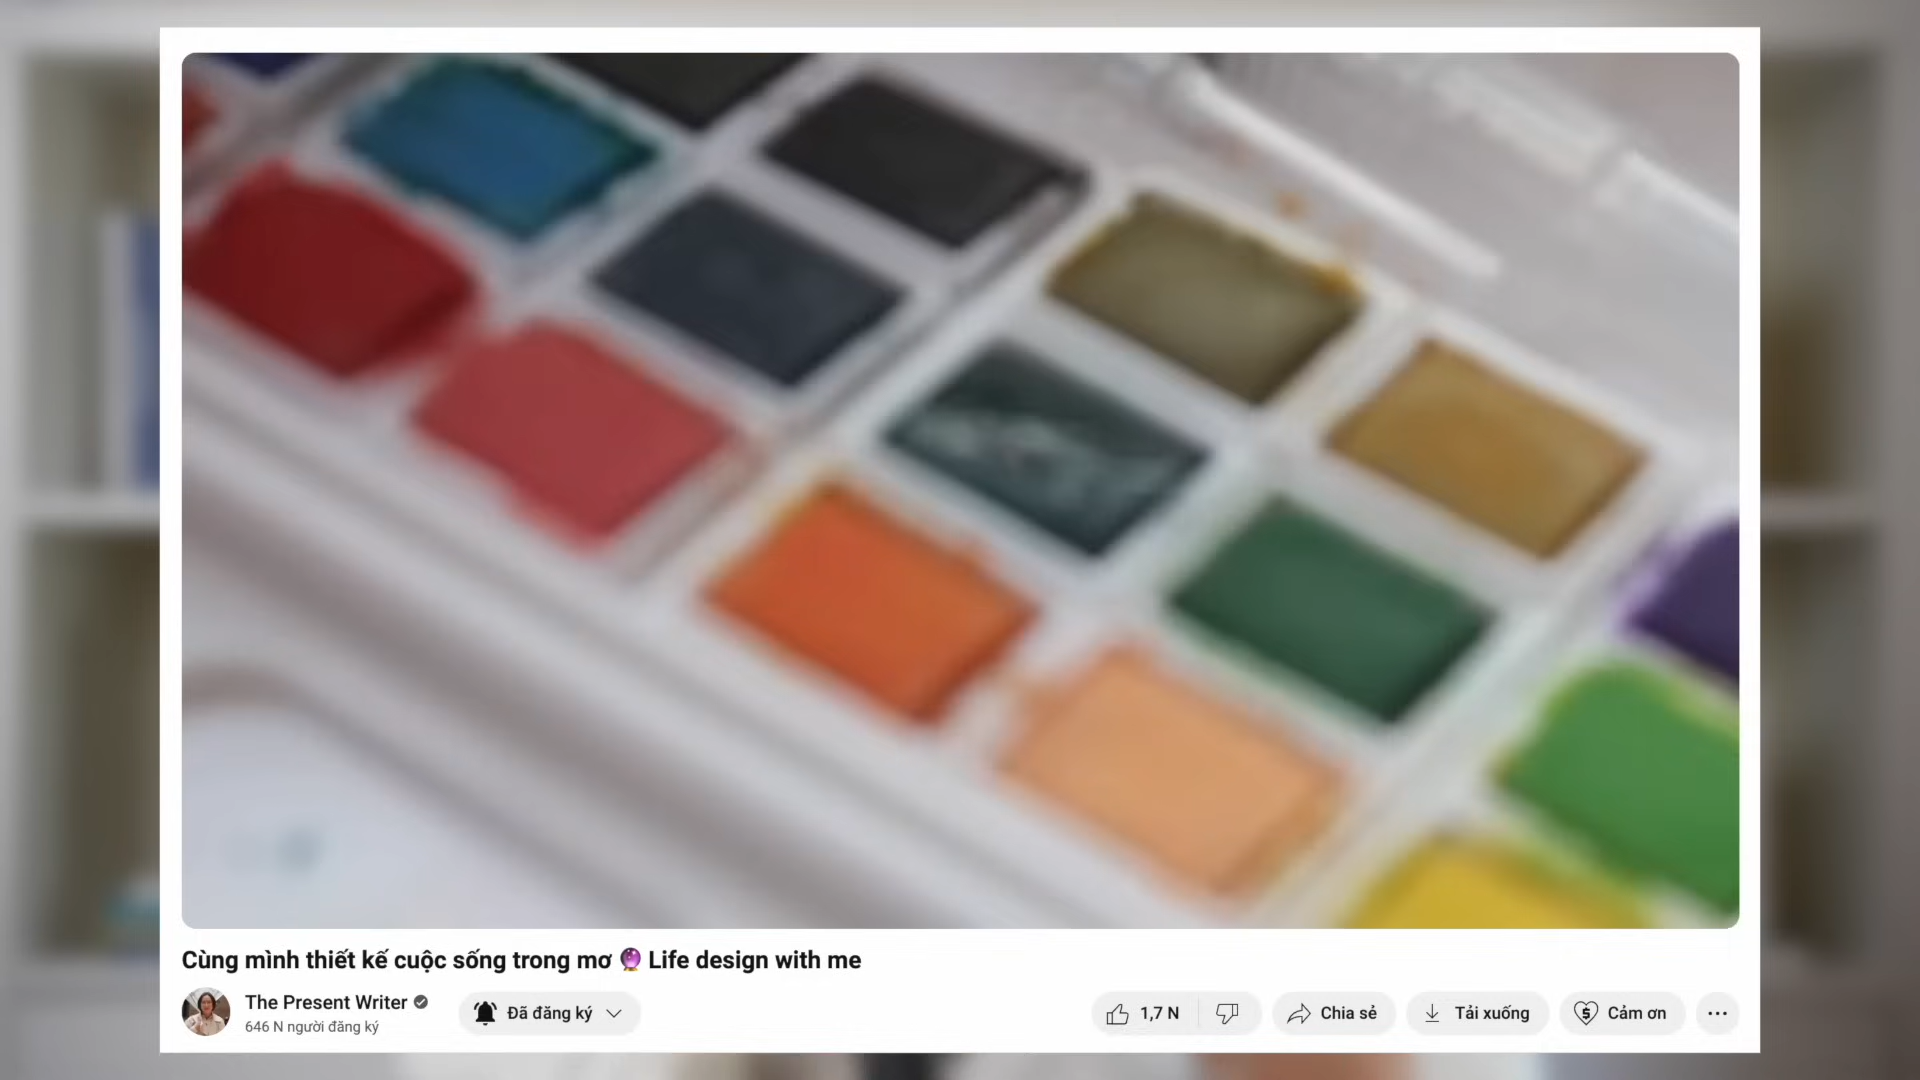 Cùng mình thiết kế cuộc sống trong mơ 🔮 Life design with me
The Present Writer
646 N người đăng ký
Đã đăng ký
1,7 N
Chia sẻ
Tải xuống
Cảm ơn